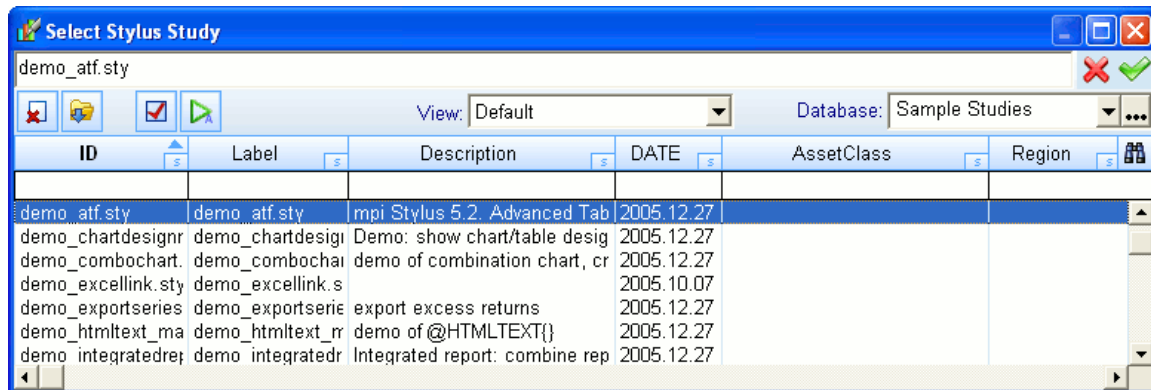 Select Stylus Study
demo_atf.sty
View: Default Database: Sample Studies ...
ID Label Description DATE AssetClass Region
demo_atf.sty demo_atf.sty mpi Stylus 5.2. Advanced Tab 2005.12.27
demo_chartdesignr demo_chartdesigi Demo: show chart/table desig 2005.12.27
demo_combochart. demo_combochai demo of combination chart, cr 2005.12.27
demo_excellink.sty demo_excellink.s 2005.10.07
demo_exportseries demo_exportserie export excess returns 2005.12.27
demo_htmltext_ma demo_htmltext_m demo of @HTMLTEXT{} 2005.12.27
demo_integratedrep demo_integratedr Integrated report: combine rep 2005.12.27